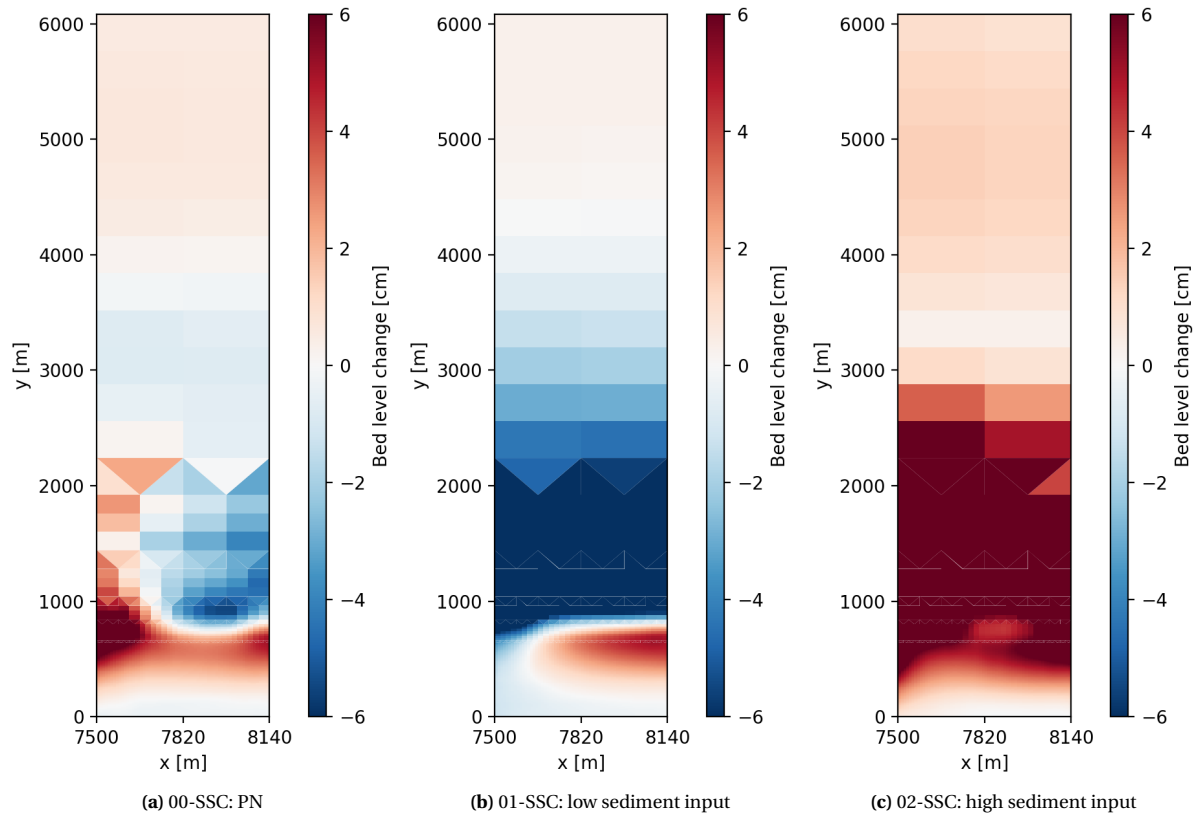 6000
5000
4000
3000
2000
1000
0
y [m]
7500 7820 8140
x [m]
6
4
2
0
−2
−4
−6
Bed level change [cm]
(a) 00-SSC: PN
6000
5000
4000
3000
2000
1000
0
y [m]
7500 7820 8140
x [m]
6
4
2
0
−2
−4
−6
Bed level change [cm]
(b) 01-SSC: low sediment input
6000
5000
4000
3000
2000
1000
0
y [m]
7500 7820 8140
x [m]
6
4
2
0
−2
−4
−6
Bed level change [cm]
(c) 02-SSC: high sediment input